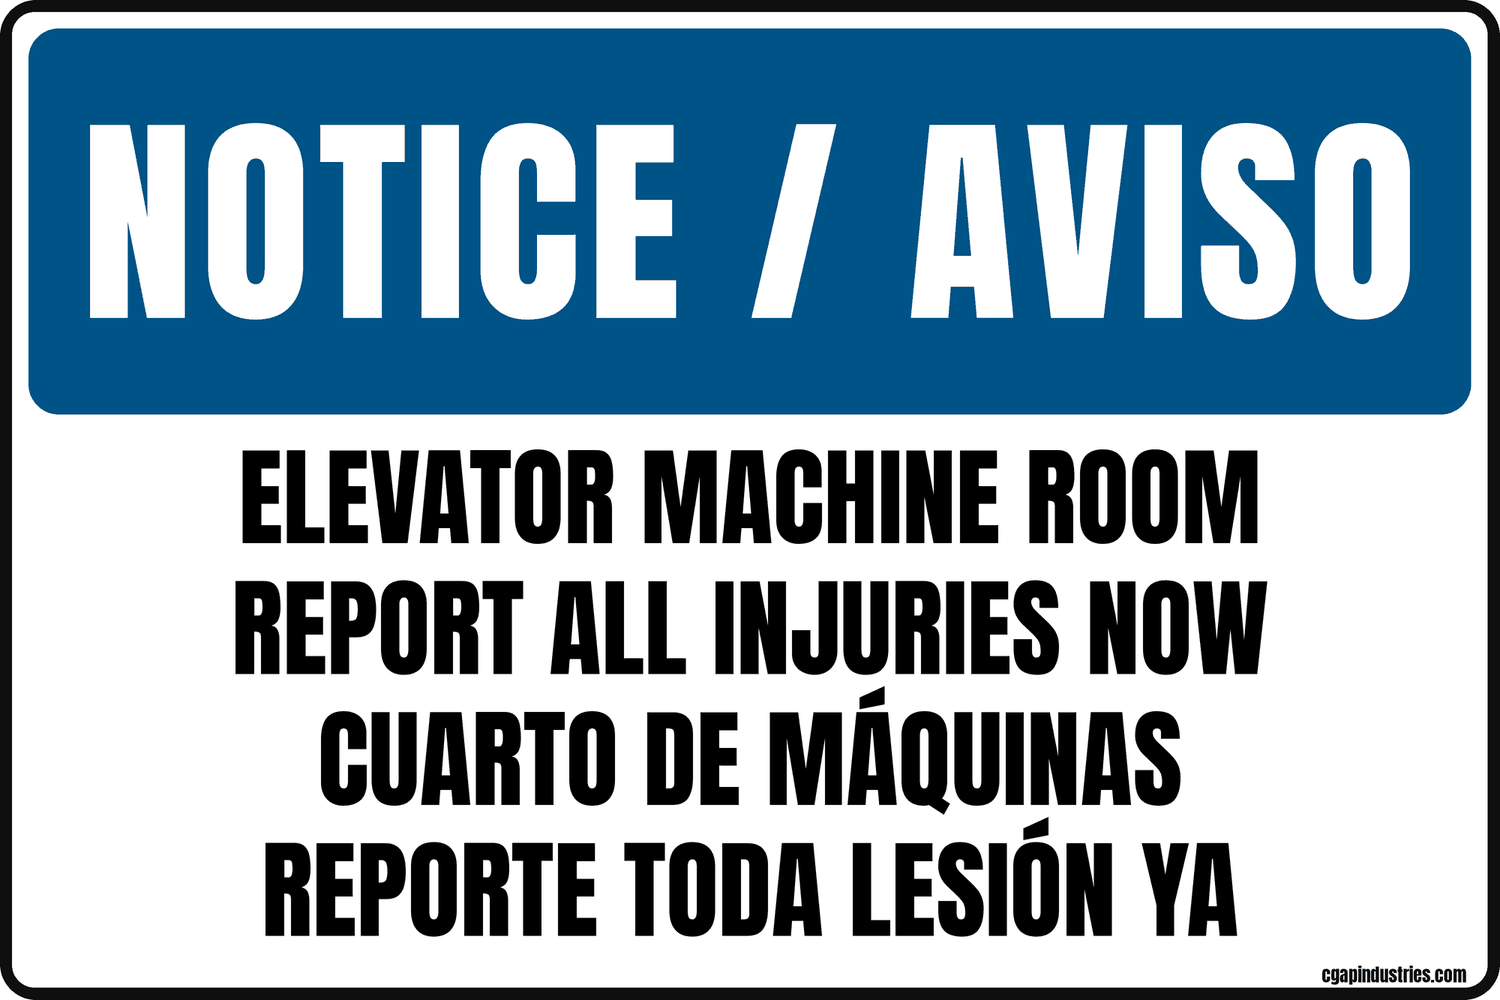 NOTICE / AVISO
ELEVATOR MACHINE ROOM
REPORT ALL INJURIES NOW
CUARTO DE MÁQUINAS
REPORTE TODA LESIÓN YA
cgapindustries.com